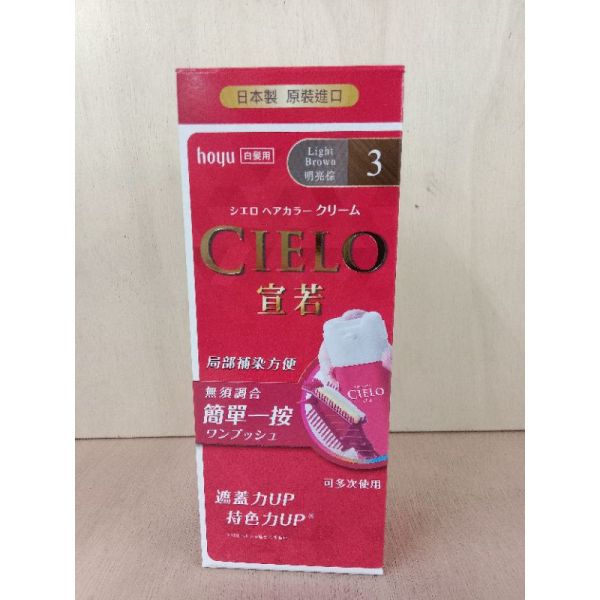 日本製 原裝進口
hoyu 白髮用
Light
Brown
明亮棕
3
シエロ ヘアカラー クリーム
CIELO
宣若
局部補染方便
CIELO
無須調合
簡單一按
ワンプッシュ
可多次使用
遮蓋力UP
持色力UP®